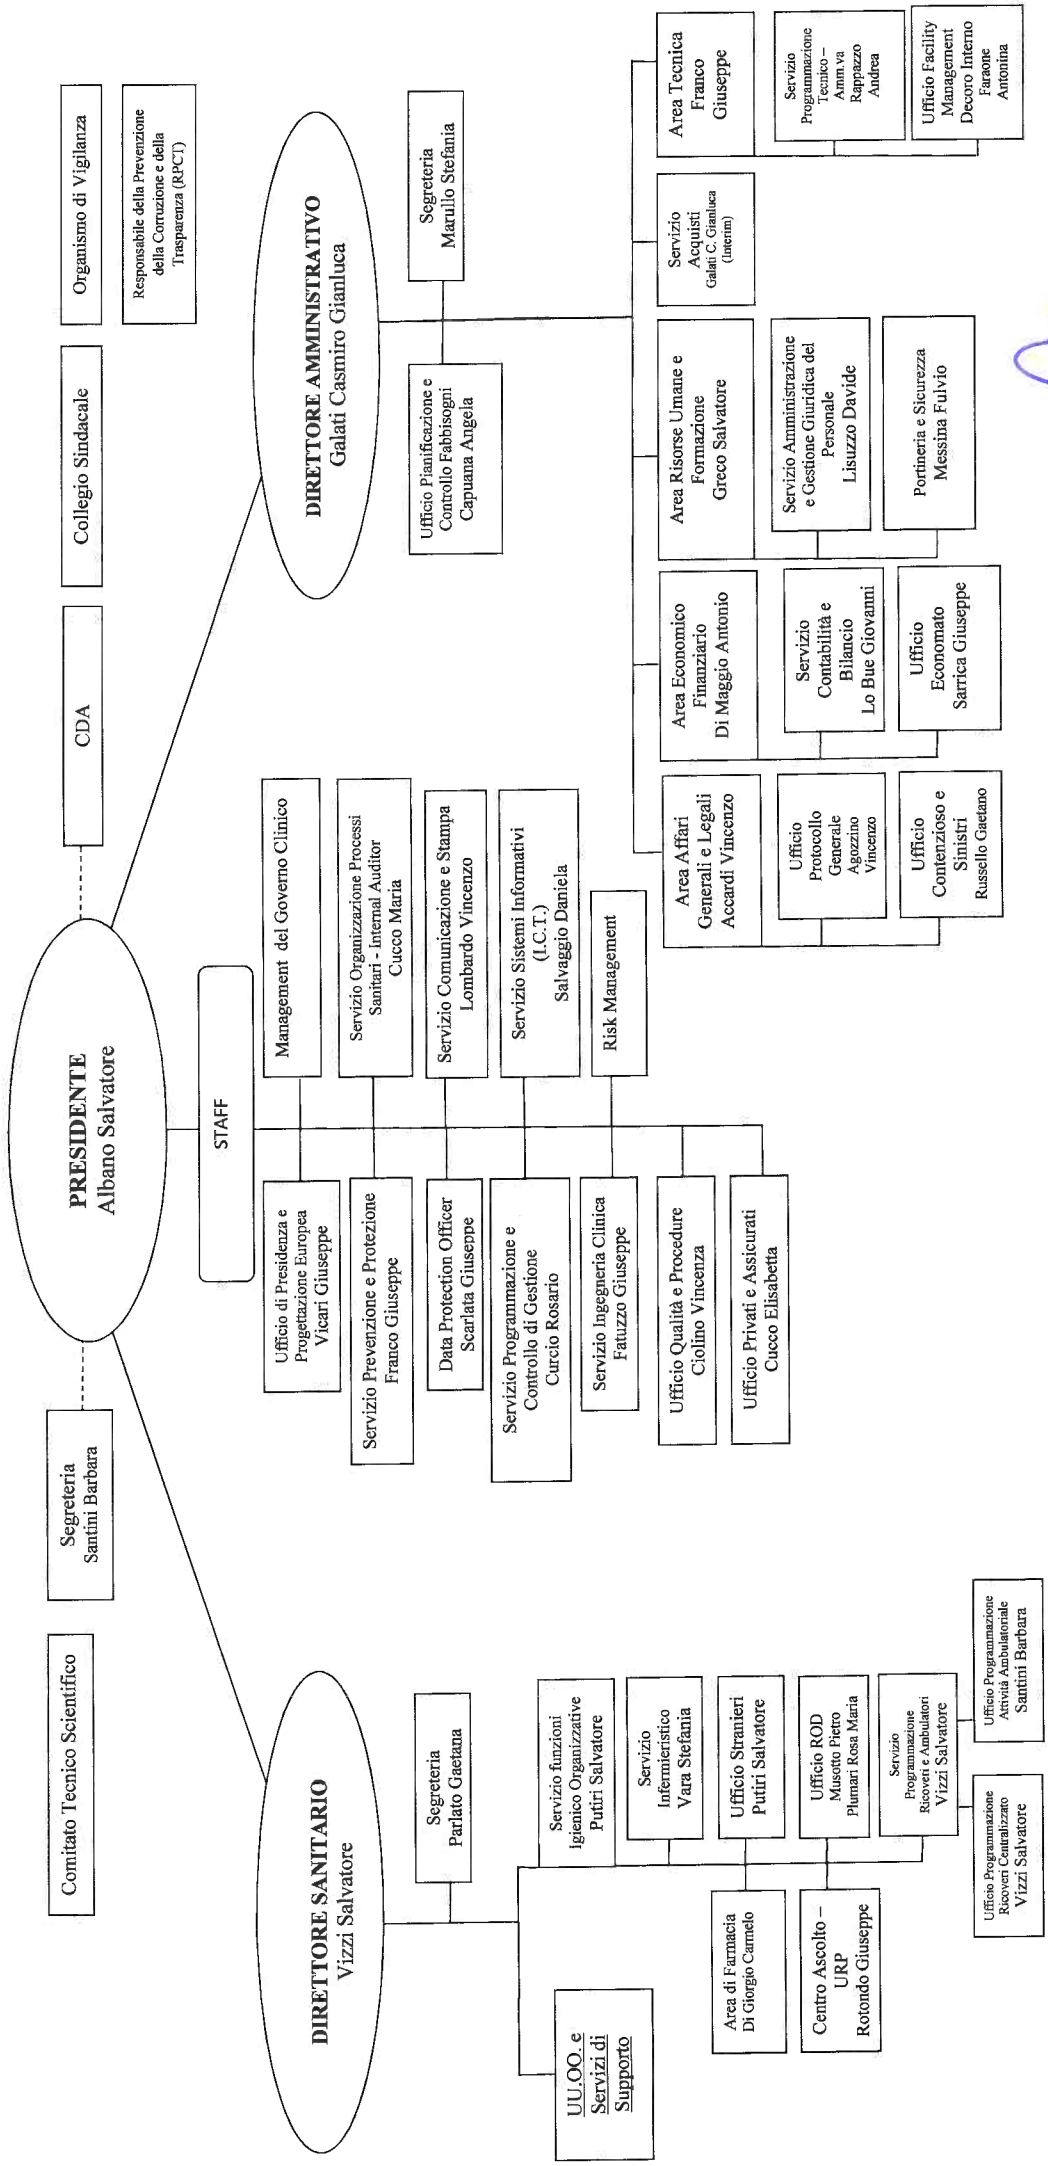 Comitato Tecnico Scientifico
Segreteria
Santini Barbara
PRESIDENTE
Albano Salvatore
CDA
Collegio Sindacale
Organismo di Vigilanza
Responsabile della Prevenzione
della Corruzione e della
Trasparenza (RPCT)
STAFF
DIRETTORE SANITARIO
Vizzi Salvatore
Segreteria
Parlato Gaetana
UU.OO. e
Servizi di
Supporto
Servizio funzioni
Igienico Organizzative
Putiri Salvatore
Servizio
Infermieristico
Vara Stefania
Ufficio Stranieri
Putiri Salvatore
Area di Farmacia
Di Giorgio Carmelo
Ufficio ROD
Musotto Pietro
Plumari Rosa Maria
Centro Ascolto –
URP
Rotondo Giuseppe
Servizio
Programmazione
Ricoveri e Ambulatori
Vizzi Salvatore
Ufficio Programmazione
Ricoveri Centralizzato
Vizzi Salvatore
Ufficio Programmazione
Attività Ambulatoriale
Santini Barbara
Ufficio di Presidenza e
Progettazione Europea
Vicari Giuseppe
Management del Governo Clinico
Servizio Prevenzione e Protezione
Franco Giuseppe
Servizio Organizzazione Processi
Sanitari - Internal Auditor
Cucco Maria
Data Protection Officer
Scarlata Giuseppe
Servizio Comunicazione e Stampa
Lombardo Vincenzo
Servizio Programmazione e
Controllo di Gestione
Curcio Rosario
Servizio Sistemi Informativi
(I.C.T.)
Salvaggio Daniela
Servizio Ingegneria Clinica
Fatuzzo Giuseppe
Risk Management
Ufficio Qualità e Procedure
Ciolino Vincenza
Ufficio Privati e Assicurati
Cucco Elisabetta
DIRETTORE AMMINISTRATIVO
Galati Casmiro Gianluca
Ufficio Pianificazione e
Controllo Fabbisogni
Capuana Angela
Segreteria
Marullo Stefania
Area Affari
Generali e Legali
Accardi Vincenzo
Ufficio
Protocollo
Generale
Agozzino
Vincenzo
Ufficio
Contenzioso e
Sinistri
Russello Gaetano
Area Economico
Finanziario
Di Maggio Antonio
Servizio
Contabilità e
Bilancio
Lo Bue Giovanni
Ufficio
Economato
Sarrica Giuseppe
Area Risorse Umane e
Formazione
Greco Salvatore
Servizio Amministrazione
e Gestione Giuridica del
Personale
Lisuzzo Davide
Portineria e Sicurezza
Messina Fulvio
Servizio
Acquisti
Galati C. Gianluca
(Interim)
Area Tecnica
Franco
Giuseppe
Servizio
Programmazione
Tecnico –
Amm.va
Rappazzo
Andrea
Ufficio Facility
Management
Decoro Interno
Faraone
Antonina